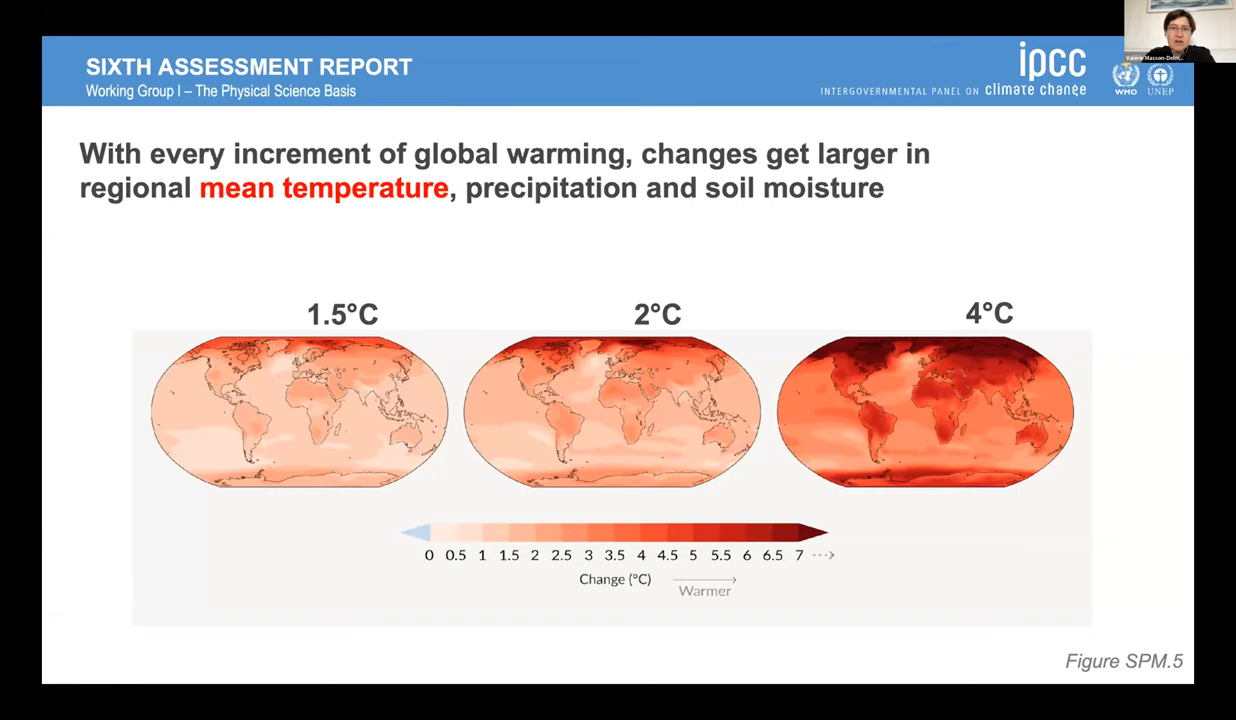 SIXTH ASSESSMENT REPORT
Working Group I – The Physical Science Basis
ipcc
INTERGOVERNMENTAL PANEL ON climate change
WMO
UNEP
Valérie Masson-Delm...
With every increment of global warming, changes get larger in
regional mean temperature, precipitation and soil moisture
1.5°C
2°C
4°C
0 0.5 1 1.5 2 2.5 3 3.5 4 4.5 5 5.5 6 6.5 7
Change (°C)
Warmer
Figure SPM.5